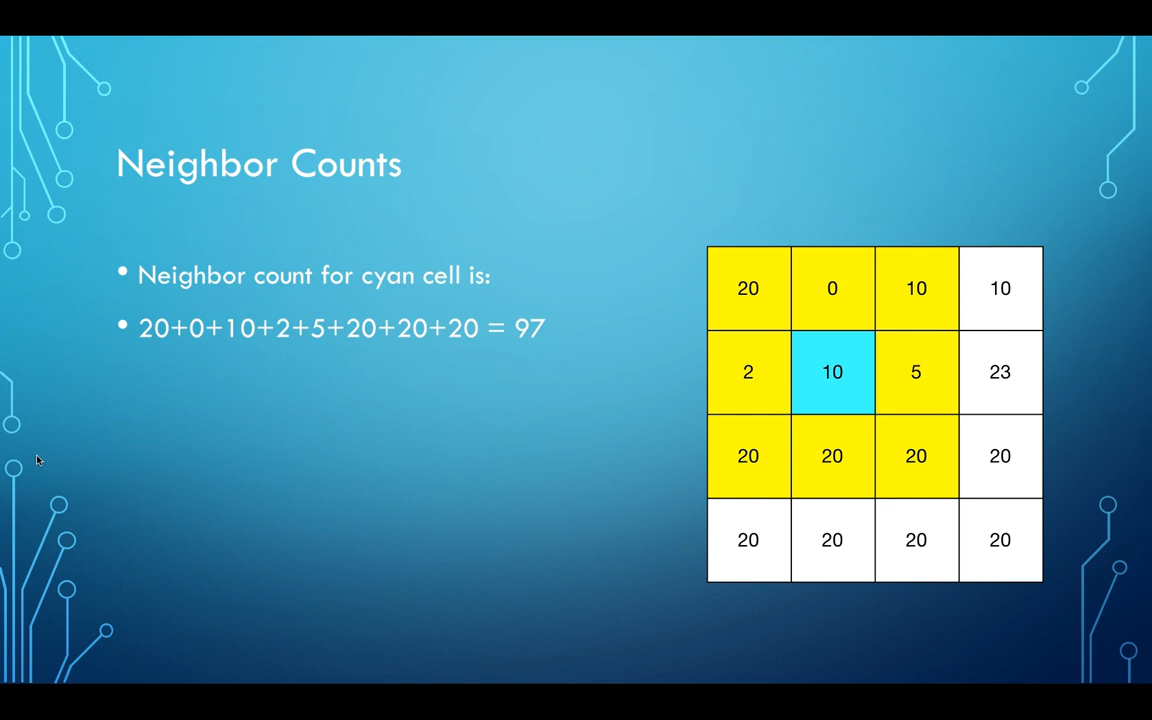 Neighbor Counts
• Neighbor count for cyan cell is:
• 20+0+10+2+5+20+20+20 = 97
20 0 10 10
2 10 5 23
20 20 20 20
20 20 20 20